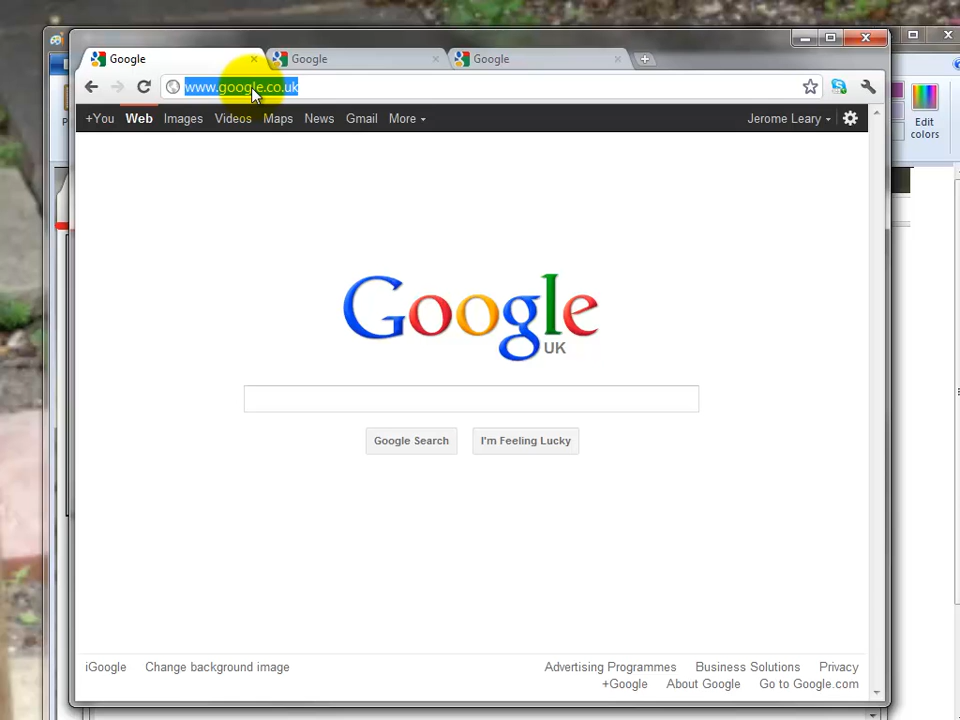 Google Google Google
www.google.co.uk
+You Web Images Videos Maps News Gmail More Jerome Leary
Edit
colors
Google
UK
Google Search I'm Feeling Lucky
iGoogle Change background image Advertising Programmes Business Solutions Privacy
+Google About Google Go to Google.com